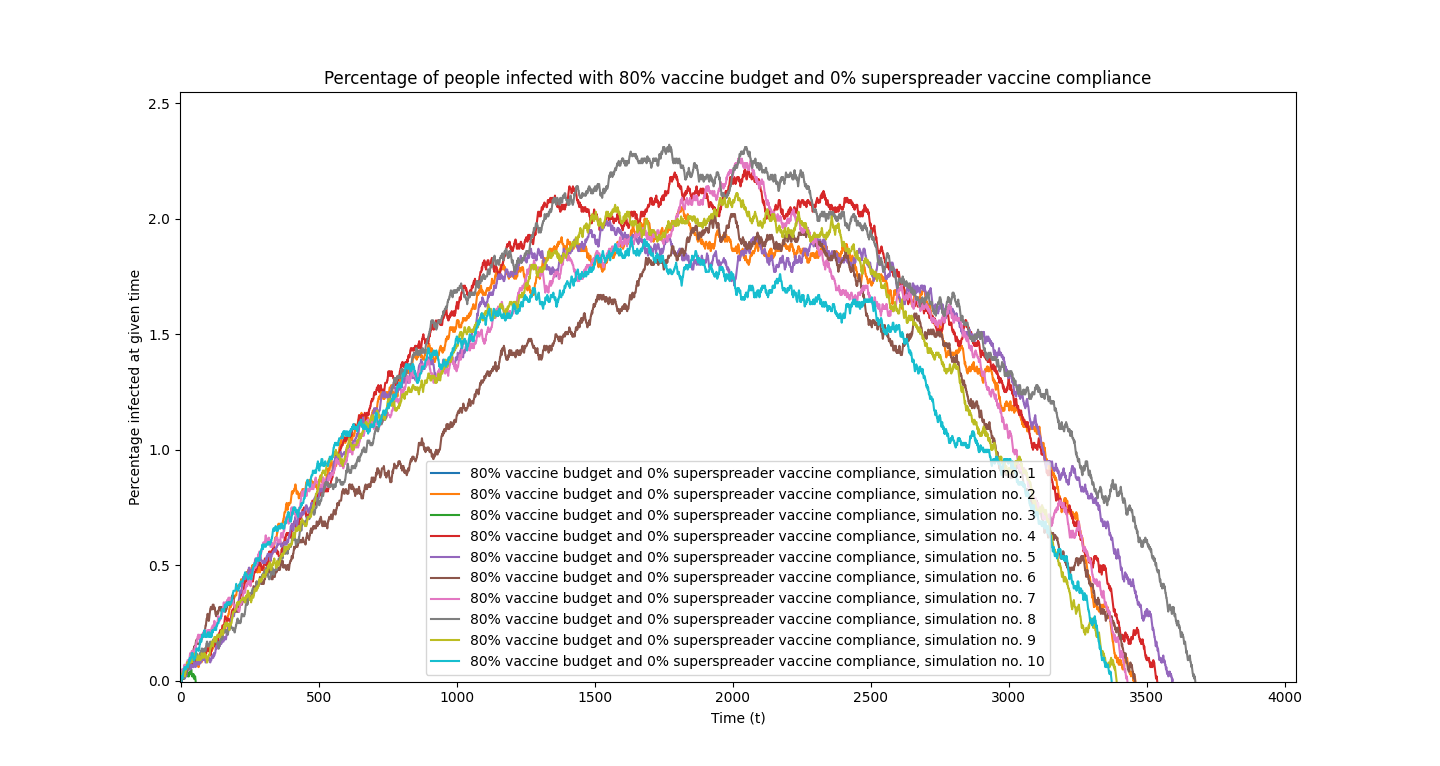 Percentage of people infected with 80% vaccine budget and 0% superspreader vaccine compliance
Percentage infected at given time
2.5
2.0
1.5
1.0
0.5
0.0
80% vaccine budget and 0% superspreader vaccine compliance, simulation no. 1
80% vaccine budget and 0% superspreader vaccine compliance, simulation no. 2
80% vaccine budget and 0% superspreader vaccine compliance, simulation no. 3
80% vaccine budget and 0% superspreader vaccine compliance, simulation no. 4
80% vaccine budget and 0% superspreader vaccine compliance, simulation no. 5
80% vaccine budget and 0% superspreader vaccine compliance, simulation no. 6
80% vaccine budget and 0% superspreader vaccine compliance, simulation no. 7
80% vaccine budget and 0% superspreader vaccine compliance, simulation no. 8
80% vaccine budget and 0% superspreader vaccine compliance, simulation no. 9
80% vaccine budget and 0% superspreader vaccine compliance, simulation no. 10
0 500 1000 1500 2000 2500 3000 3500 4000
Time (t)